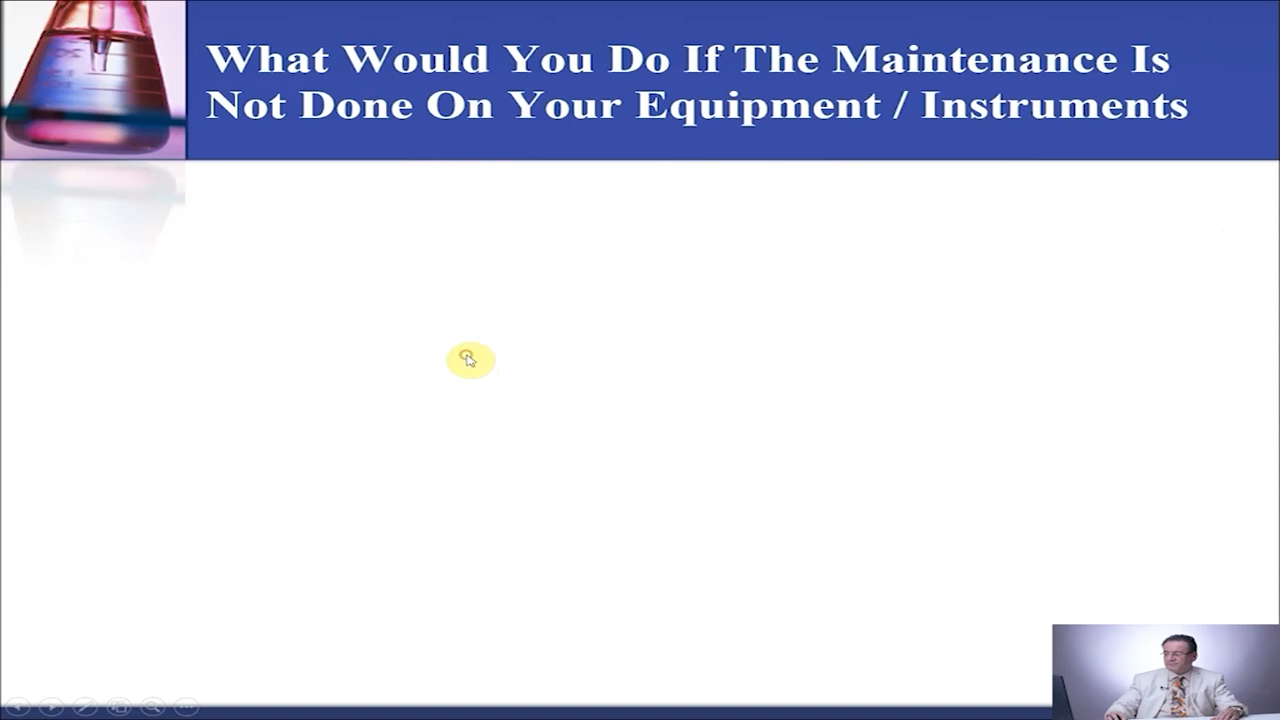 What Would You Do If The Maintenance Is
Not Done On Your Equipment / Instruments